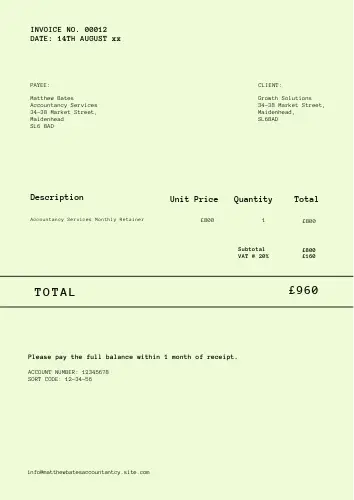 INVOICE NO. 00012
DATE: 14TH AUGUST xx
PAYEE:
Matthew Bates
Accountancy Services
34-38 Market Street,
Maidenhead
SL6 8AD
CLIENT:
Growth Solutions
34-38 Market Street,
Maidenhead,
SL68AD
Description Unit Price Quantity Total
Accountancy Services Monthly Retainer £800 1 £800
Subtotal £800
VAT @ 20% £160
TOTAL £960
Please pay the full balance within 1 month of receipt.
ACCOUNT NUMBER: 12345678
SORT CODE: 12-34-56
info@matthewbatesaccountantcy.site.com